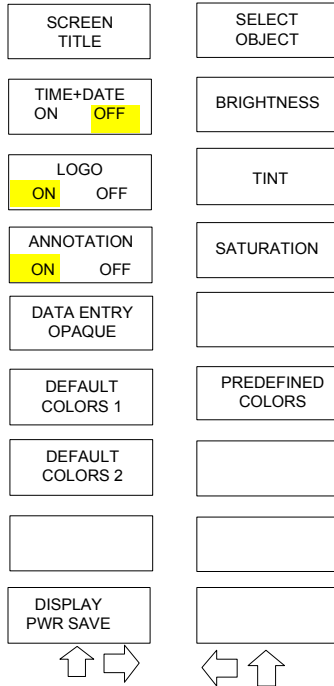 SCREEN
TITLE
TIME+DATE
ON OFF
LOGO
ON OFF
ANNOTATION
ON OFF
DATA ENTRY
OPAQUE
DEFAULT
COLORS 1
DEFAULT
COLORS 2
DISPLAY
PWR SAVE
SELECT
OBJECT
BRIGHTNESS
TINT
SATURATION
PREDEFINED
COLORS